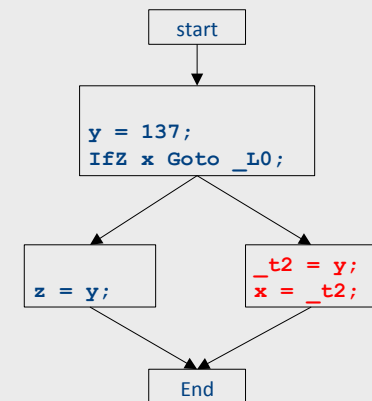 start
y = 137;
IfZ x Goto _L0;
z = y;
_t2 = y;
x = _t2;
End